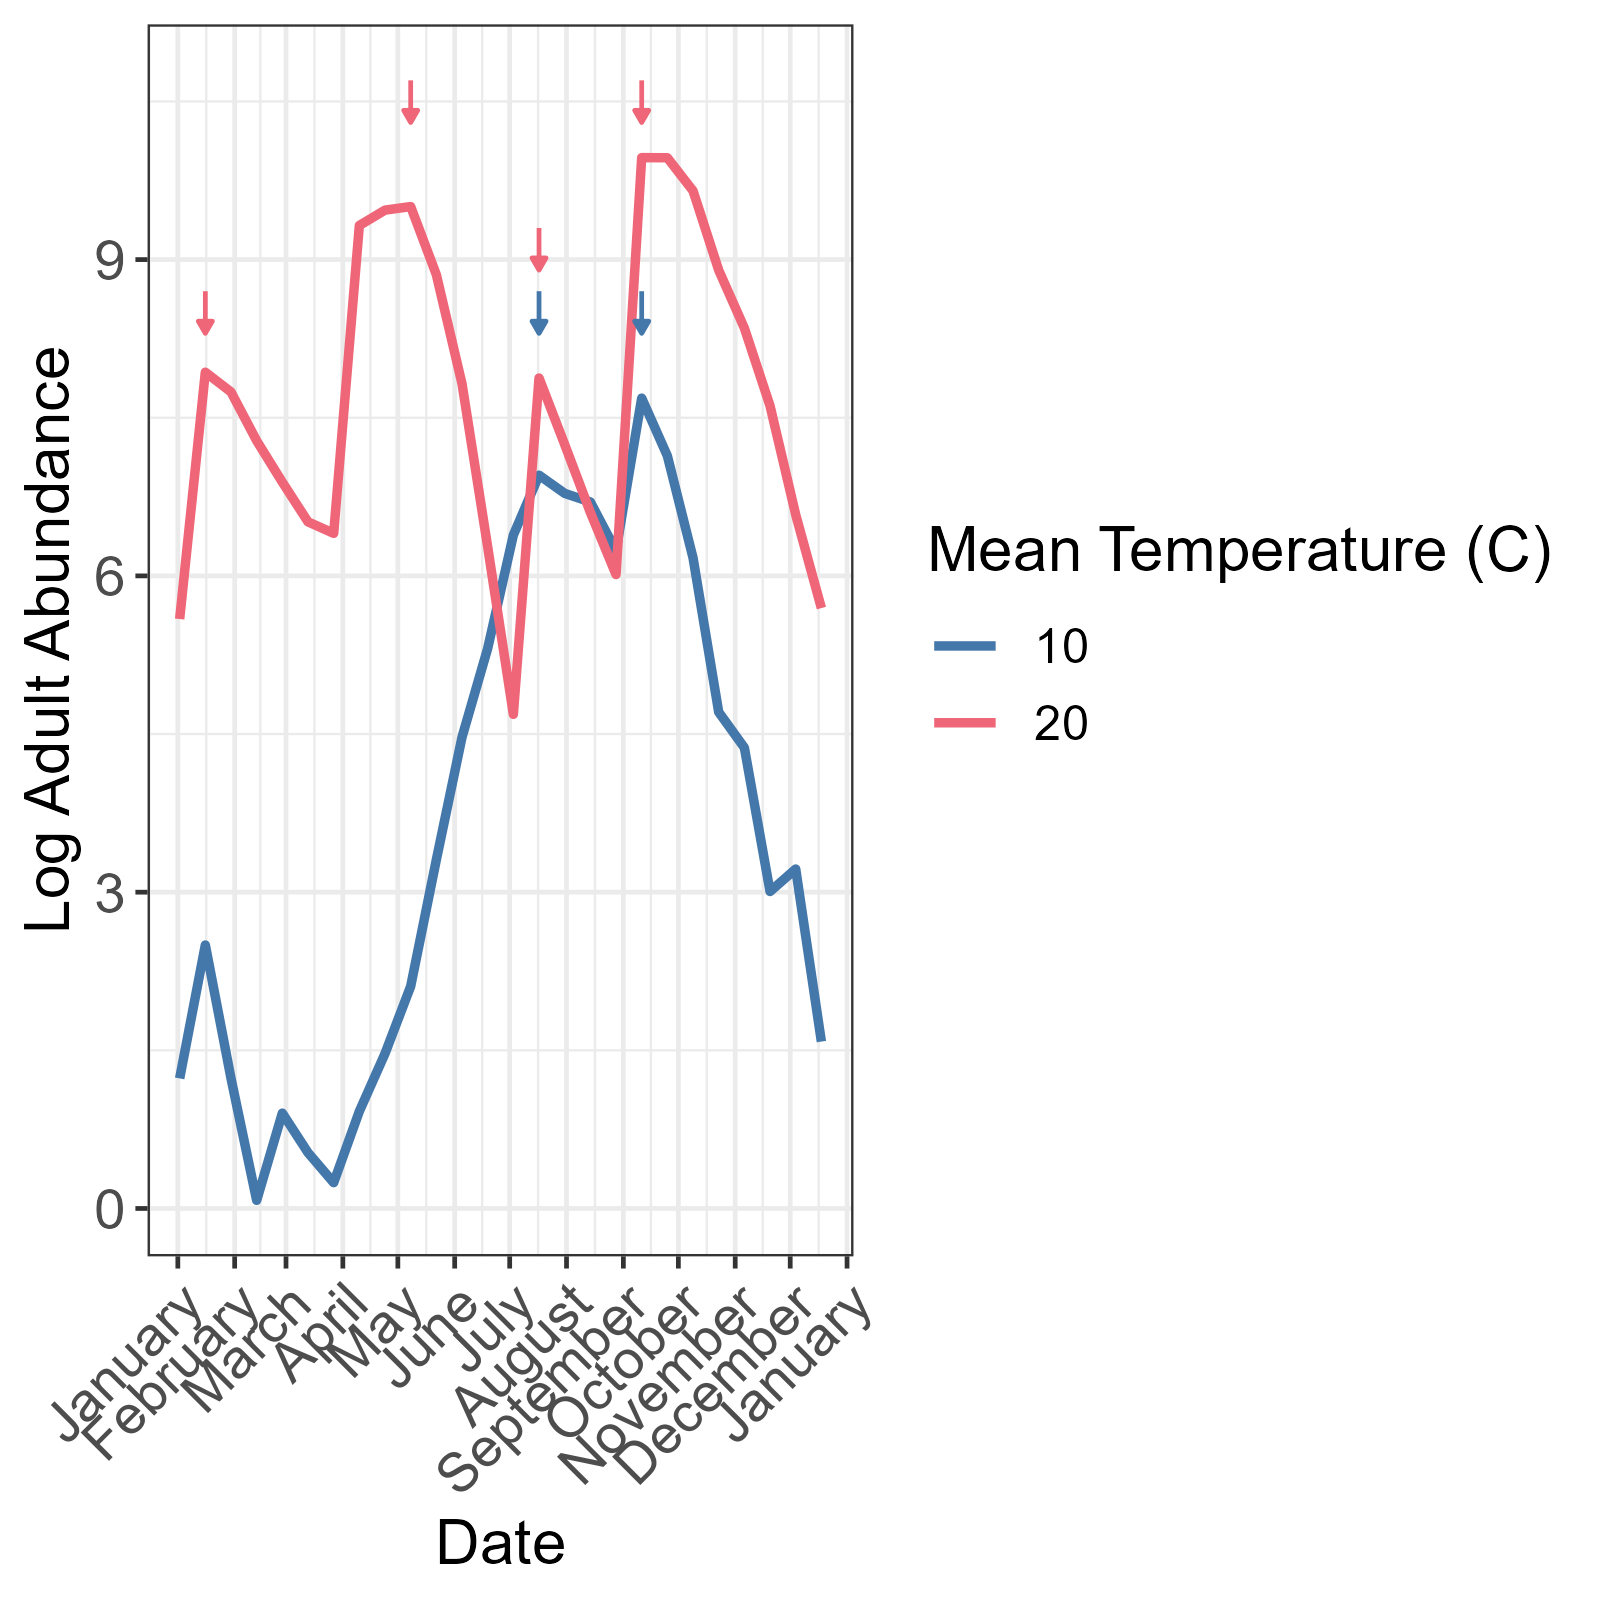 Log Adult Abundance
9
6
3
0
January
February
March
April
May
June
July
August
September
October
November
December
January
Date
Mean Temperature (C)
10
20